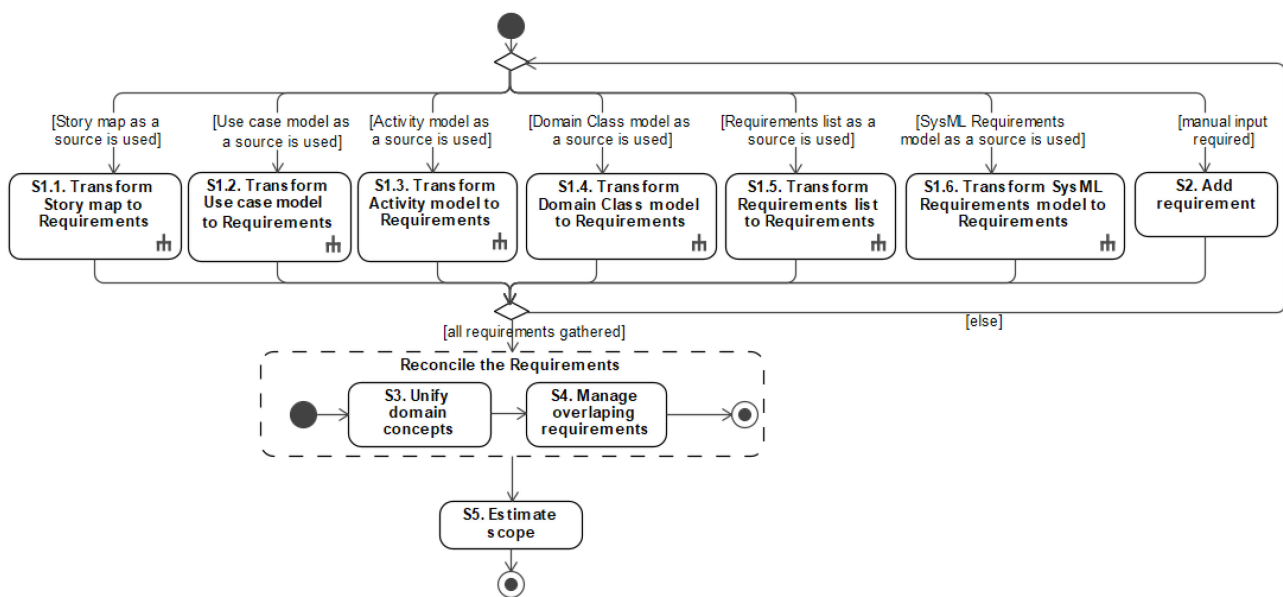 [Story map as a
source is used]
[Use case model as
a source is used]
[Activity model as
a source is used]
[Domain Class model as
a source is used]
[Requirements list as a
source is used]
[SysML Requirements
model as a source is used]
[manual input
required]
S1.1. Transform
Story map to
Requirements
S1.2. Transform
Use case model
to Requirements
S1.3. Transform
Activity model to
Requirements
S1.4. Transform
Domain Class model
to Requirements
S1.5. Transform
Requirements list
to Requirements
S1.6. Transform SysML
Requirements model to
Requirements
S2. Add
requirement
[all requirements gathered]
[else]
Reconcile the Requirements
S3. Unify
domain
concepts
S4. Manage
overlaping
requirements
S5. Estimate
scope